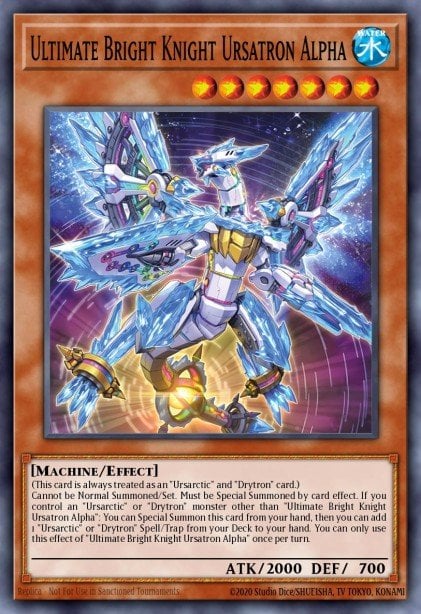 ULTIMATE BRIGHT KNIGHT URSATRON ALPHA
WATER
水
[MACHINE/EFFECT]
(This card is always treated as an "Ursarctic" and "Drytron" card.)
Cannot be Normal Summoned/Set. Must be Special Summoned by card effect. If you
control an "Ursarctic" or "Drytron" monster other than "Ultimate Bright Knight
Ursatron Alpha": You can Special Summon this card from your hand, then you can add
1 "Ursarctic" or "Drytron" Spell/Trap from your Deck to your hand. You can only use
this effect of "Ultimate Bright Knight Ursatron Alpha" once per turn.
ATK/2000 DEF/ 700
Replica - Not For Use in Sanctioned Tournaments
©2020 Studio Dice/SHUEISHA, TV TOKYO, KONAMI